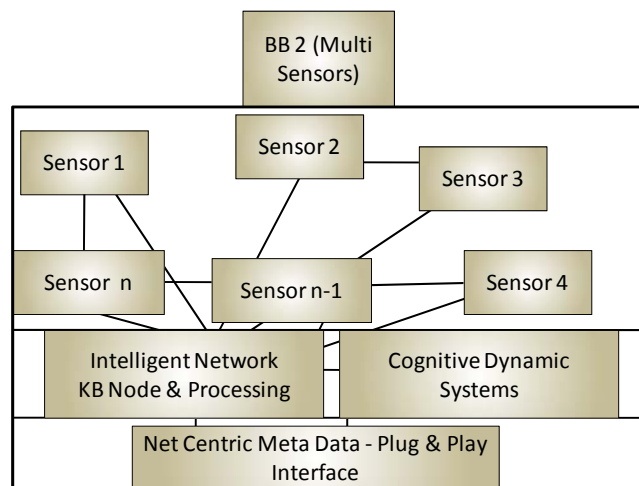 BB 2 (Multi
Sensors)
Sensor 1
Sensor 2
Sensor 3
Sensor n
Sensor n-1
Sensor 4
Intelligent Network
KB Node & Processing
Cognitive Dynamic
Systems
Net Centric Meta Data - Plug & Play
Interface